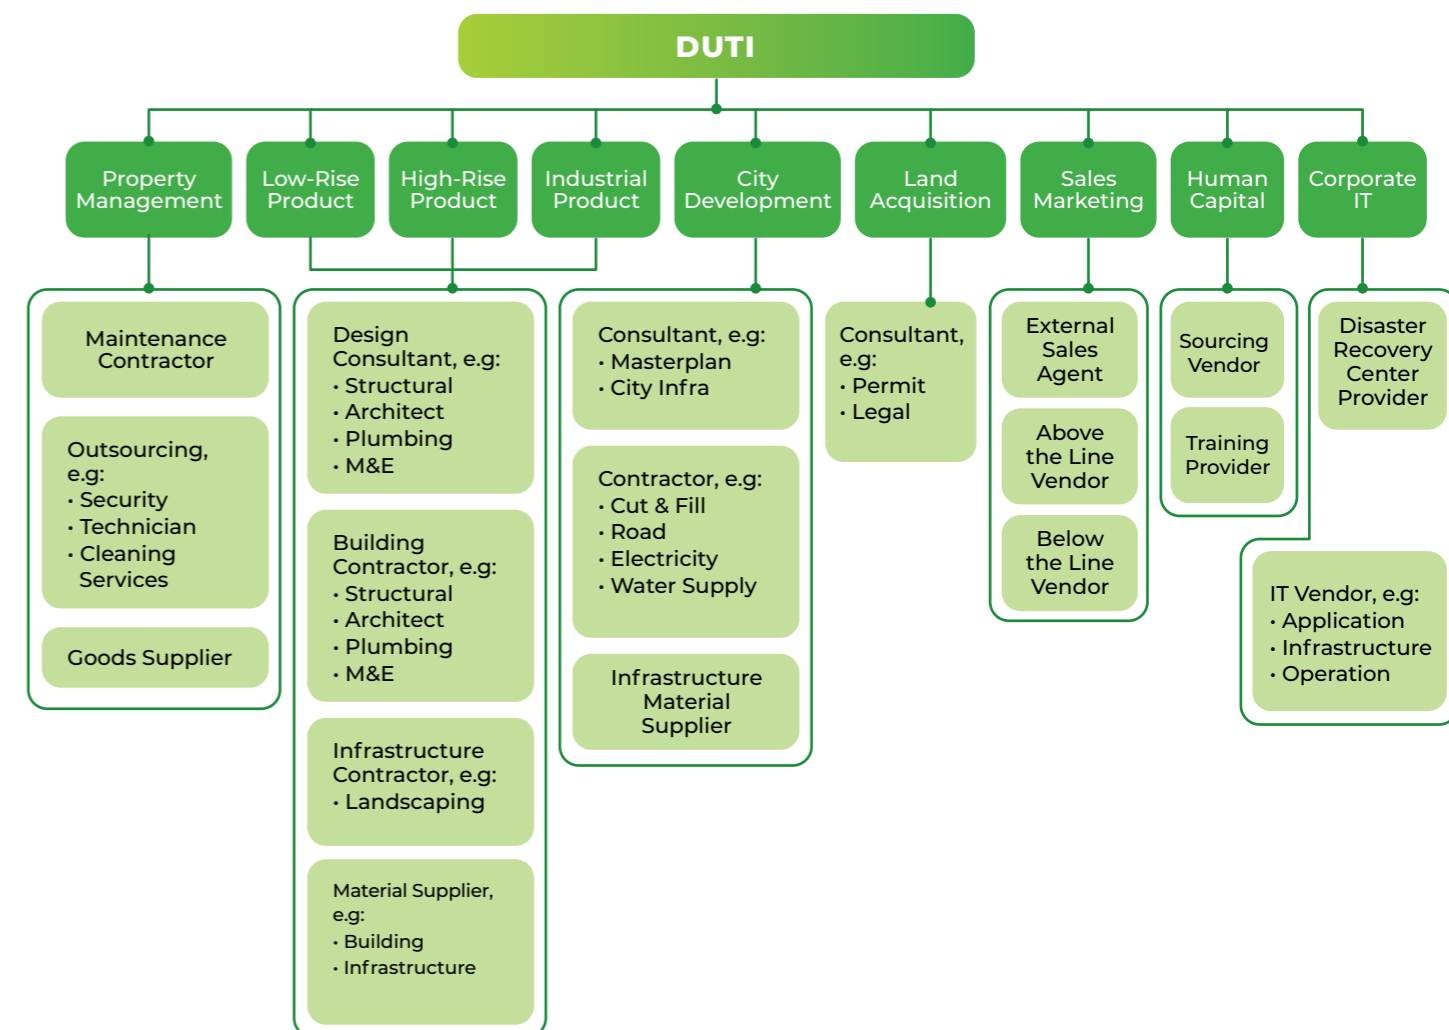 DUTI
Property
Management
Low-Rise
Product
High-Rise
Product
Industrial
Product
City
Development
Land
Acquisition
Sales
Marketing
Human
Capital
Corporate
IT
Maintenance
Contractor
Outsourcing,
e.g:
• Security
• Technician
• Cleaning
Services
Goods Supplier
Design
Consultant, e.g:
• Structural
• Architect
• Plumbing
• M&E
Building
Contractor, e.g:
• Structural
• Architect
• Plumbing
• M&E
Infrastructure
Contractor, e.g:
• Landscaping
Material Supplier,
e.g:
• Building
• Infrastructure
Consultant, e.g:
• Masterplan
• City Infra
Contractor, e.g:
• Cut & Fill
• Road
• Electricity
• Water Supply
Infrastructure
Material
Supplier
Consultant,
e.g:
• Permit
• Legal
External
Sales
Agent
Above
the Line
Vendor
Below
the Line
Vendor
Sourcing
Vendor
Training
Provider
Disaster
Recovery
Center
Provider
IT Vendor, e.g:
• Application
• Infrastructure
• Operation